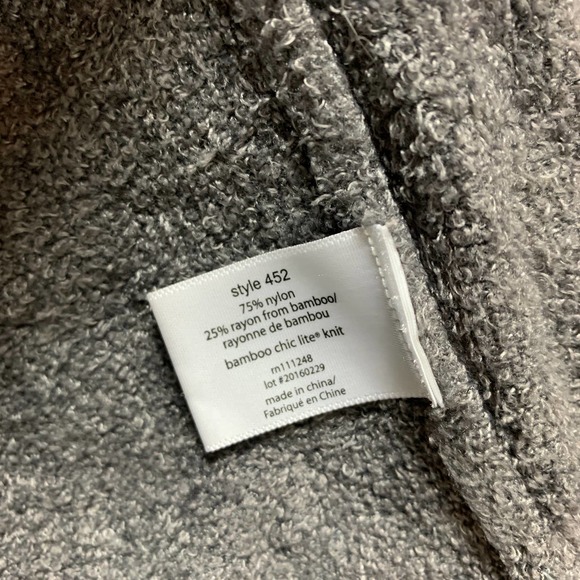 style 452
75% nylon
25% rayon from bamboo/
rayonne de bambou
bamboo chic lite® knit
rn111248
lot #20160229
made in china/
Fabriqué en Chine